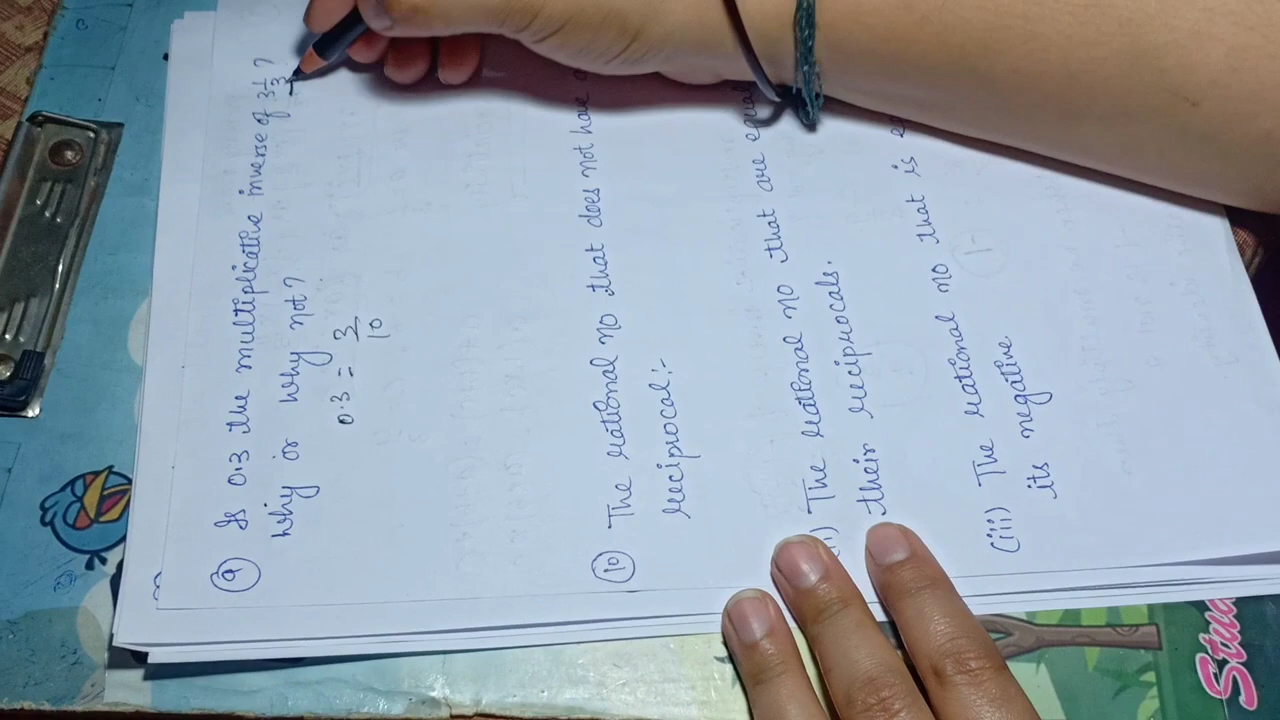 (9) Is 0.3 the multiplicative inverse of 3 1/3 ?
Why or Why not?
0.3 = 3/10
(10) The rational no that does not have
reciprocal:-
The rational no that are equal
their reciprocals.
(iii) The rational no that is
its negative